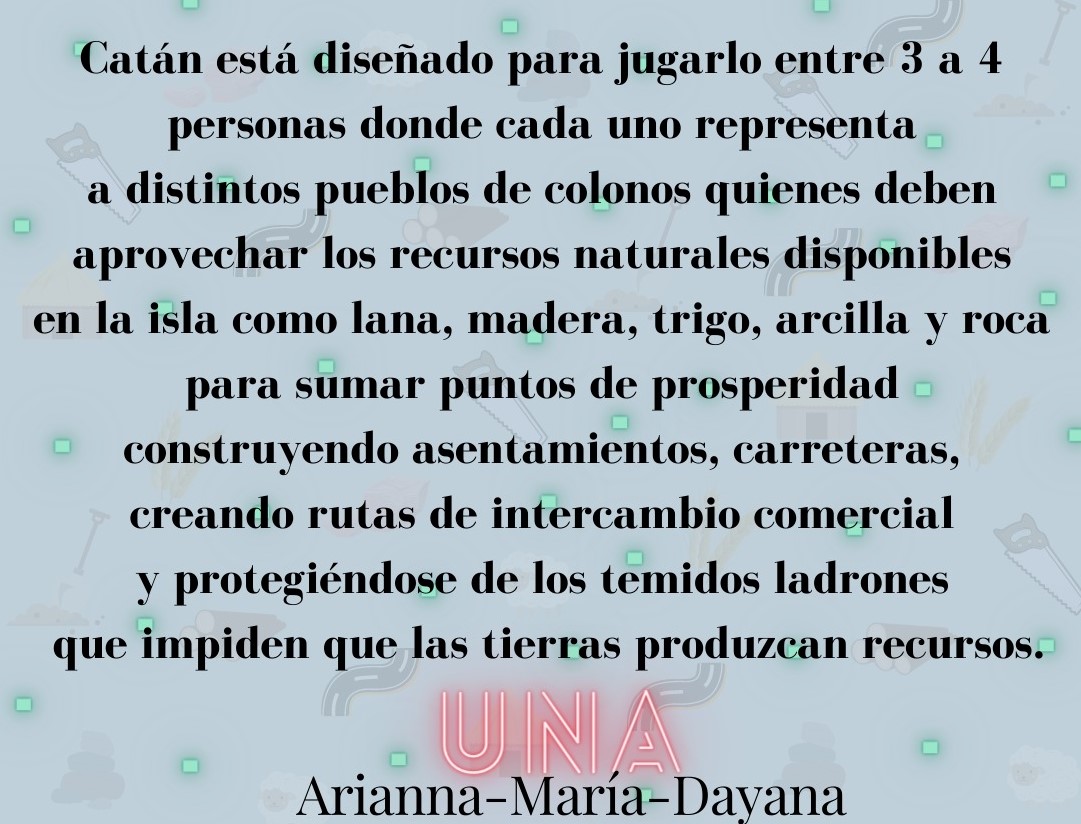 Catán está diseñado para jugarlo entre 3 a 4
personas donde cada uno representa
a distintos pueblos de colonos quienes deben
aprovechar los recursos naturales disponibles
en la isla como lana, madera, trigo, arcilla y roca
para sumar puntos de prosperidad
construyendo asentamientos, carreteras,
creando rutas de intercambio comercial
y protegiéndose de los temidos ladrones
que impiden que las tierras produzcan recursos.
UNA
Arianna-María-Dayana